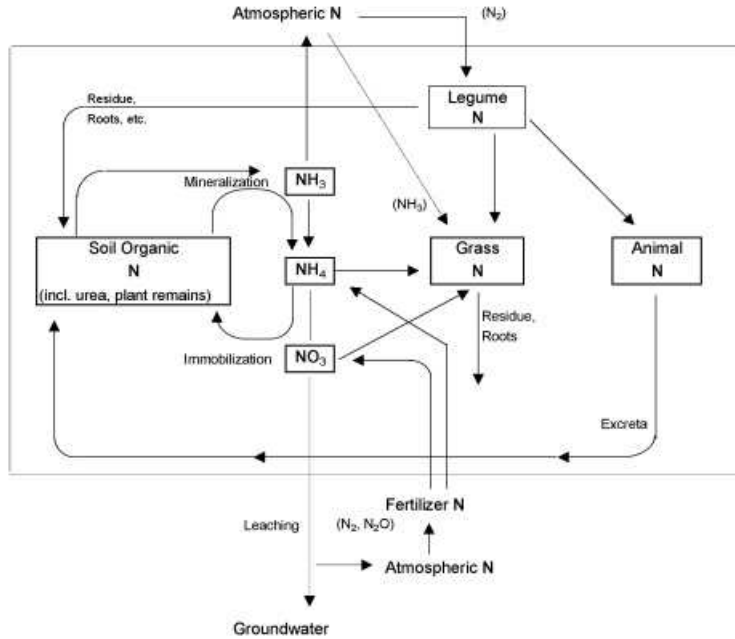 Atmospheric N
(N₂)
Legume
N
Residue,
Roots, etc.
NH₃
Mineralization
(NH₃)
Soil Organic
N
(incl. urea, plant remains)
NH₄
Grass
N
Animal
N
Residue,
Roots
Immobilization
NO₃
Excreta
Fertilizer N
(N₂, N₂O)
Leaching
Atmospheric N
Groundwater